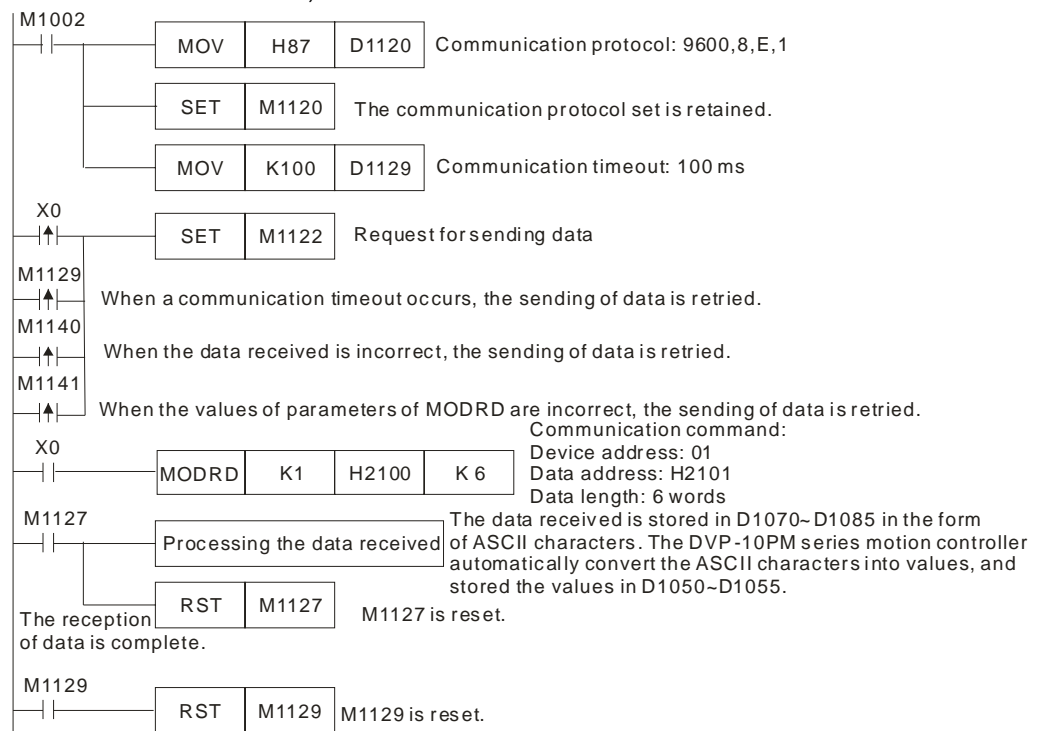 M1002
MOV H87 D1120 Communication protocol: 9600,8,E,1
SET M1120 The communication protocol set is retained.
MOV K100 D1129 Communication timeout: 100 ms
X0
SET M1122 Request for sending data
M1129
When a communication timeout occurs, the sending of data is retried.
M1140
When the data received is incorrect, the sending of data is retried.
M1141
When the values of parameters of MODRD are incorrect, the sending of data is retried.
X0
MODRD K1 H2100 K 6
Communication command:
Device address: 01
Data address: H2101
Data length: 6 words
M1127
Processing the data received
The data received is stored in D1070~D1085 in the form
of ASCII characters. The DVP-10PM series motion controller
automatically convert the ASCII characters into values, and
stored the values in D1050~D1055.
RST M1127 M1127 is reset.
The reception
of data is complete.
M1129
RST M1129 M1129 is reset.